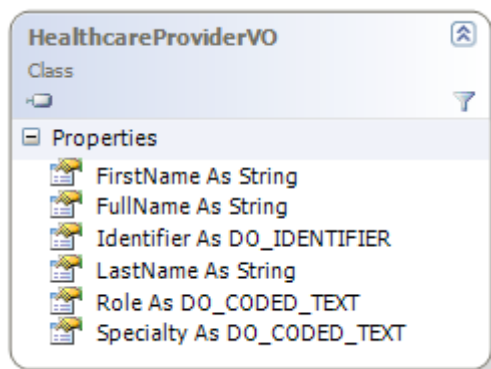 HealthcareProviderVO
Class
Properties
FirstName As String
FullName As String
Identifier As DO_IDENTIFIER
LastName As String
Role As DO_CODED_TEXT
Specialty As DO_CODED_TEXT